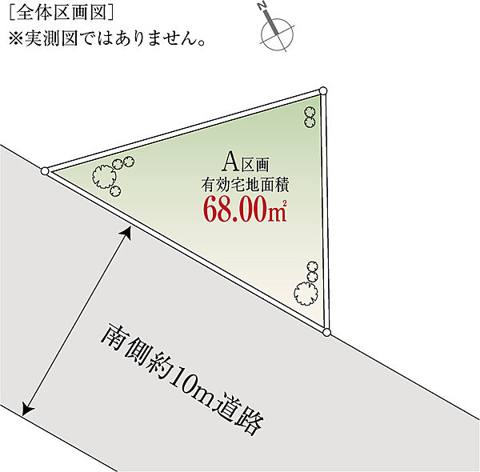 [全体区画図]
※実測図ではありません。
N
A区画
有効宅地面積
68.00㎡
南側約10m道路